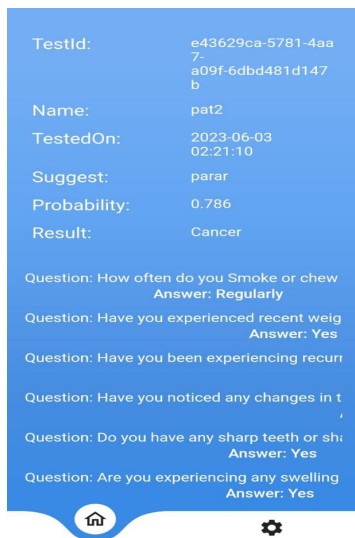 TestId: e43629ca-5781-4aa
7-
a09f-6dbd481d147
b
Name: pat2
TestedOn: 2023-06-03
02:21:10
Suggest: parar
Probability: 0.786
Result: Cancer
Question: How often do you Smoke or chew
Answer: Regularly
Question: Have you experienced recent weig
Answer: Yes
Question: Have you been experiencing recurr
Question: Have you noticed any changes in t
Question: Do you have any sharp teeth or sha
Answer: Yes
Question: Are you experiencing any swelling
Answer: Yes